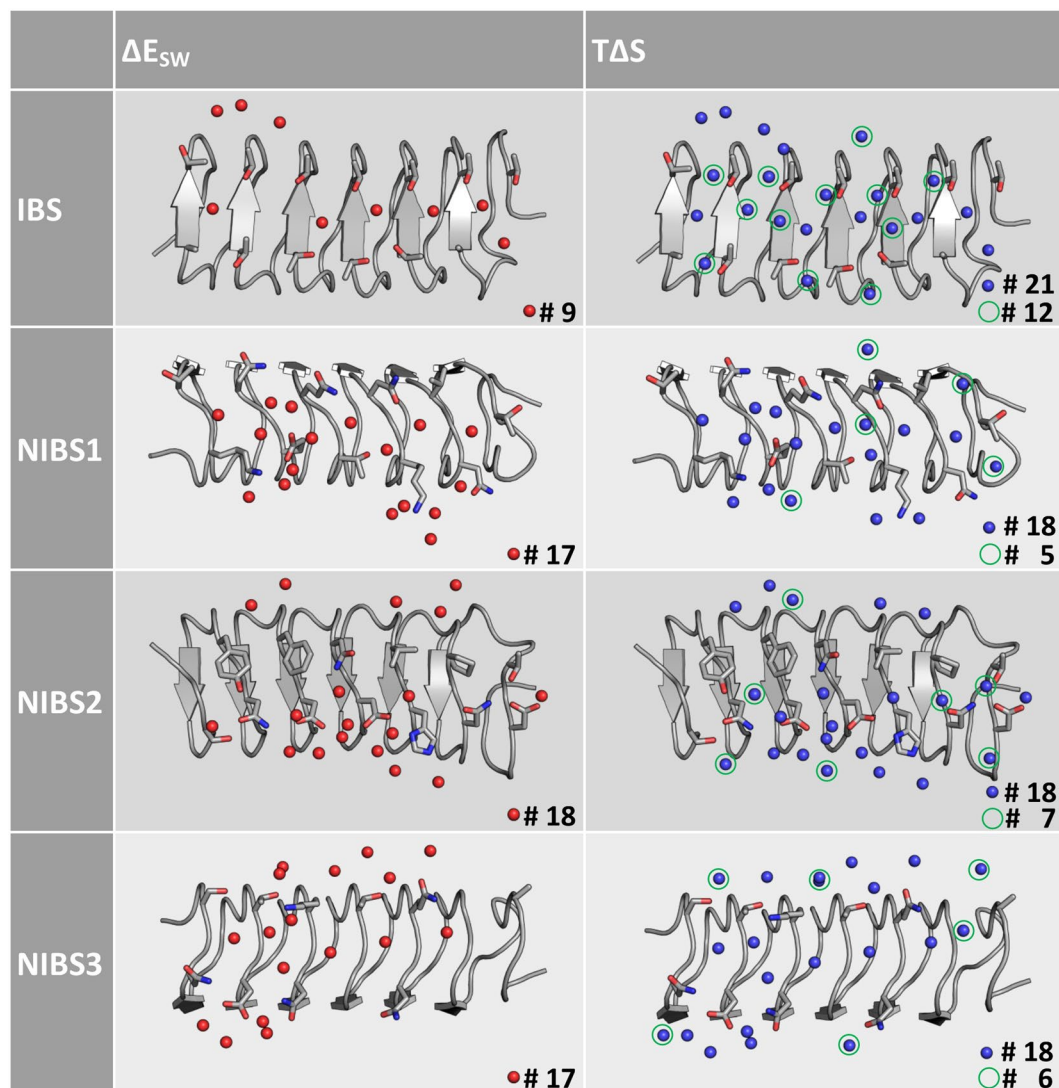 ΔE_SW TΔS
IBS
# 9
# 21
# 12
NIBS1
# 17
# 18
# 5
NIBS2
# 18
# 18
# 7
NIBS3
# 17
# 18
# 6